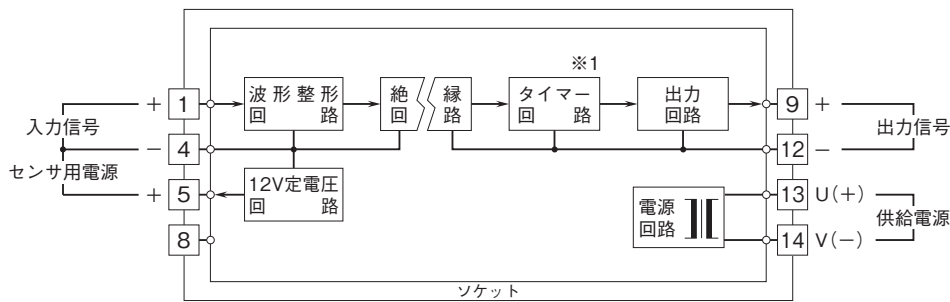 ※1
＋ 1 波形整形 絶 縁 タイマー 出力 9 ＋
回 路 回 路 回 路 回路
入力信号 出力信号
－ 4 12 －
センサ用電源
＋ 5 12V定電圧 13 U(＋)
回 路 電源
回路 供給電源
8 14 V(－)
ソケット